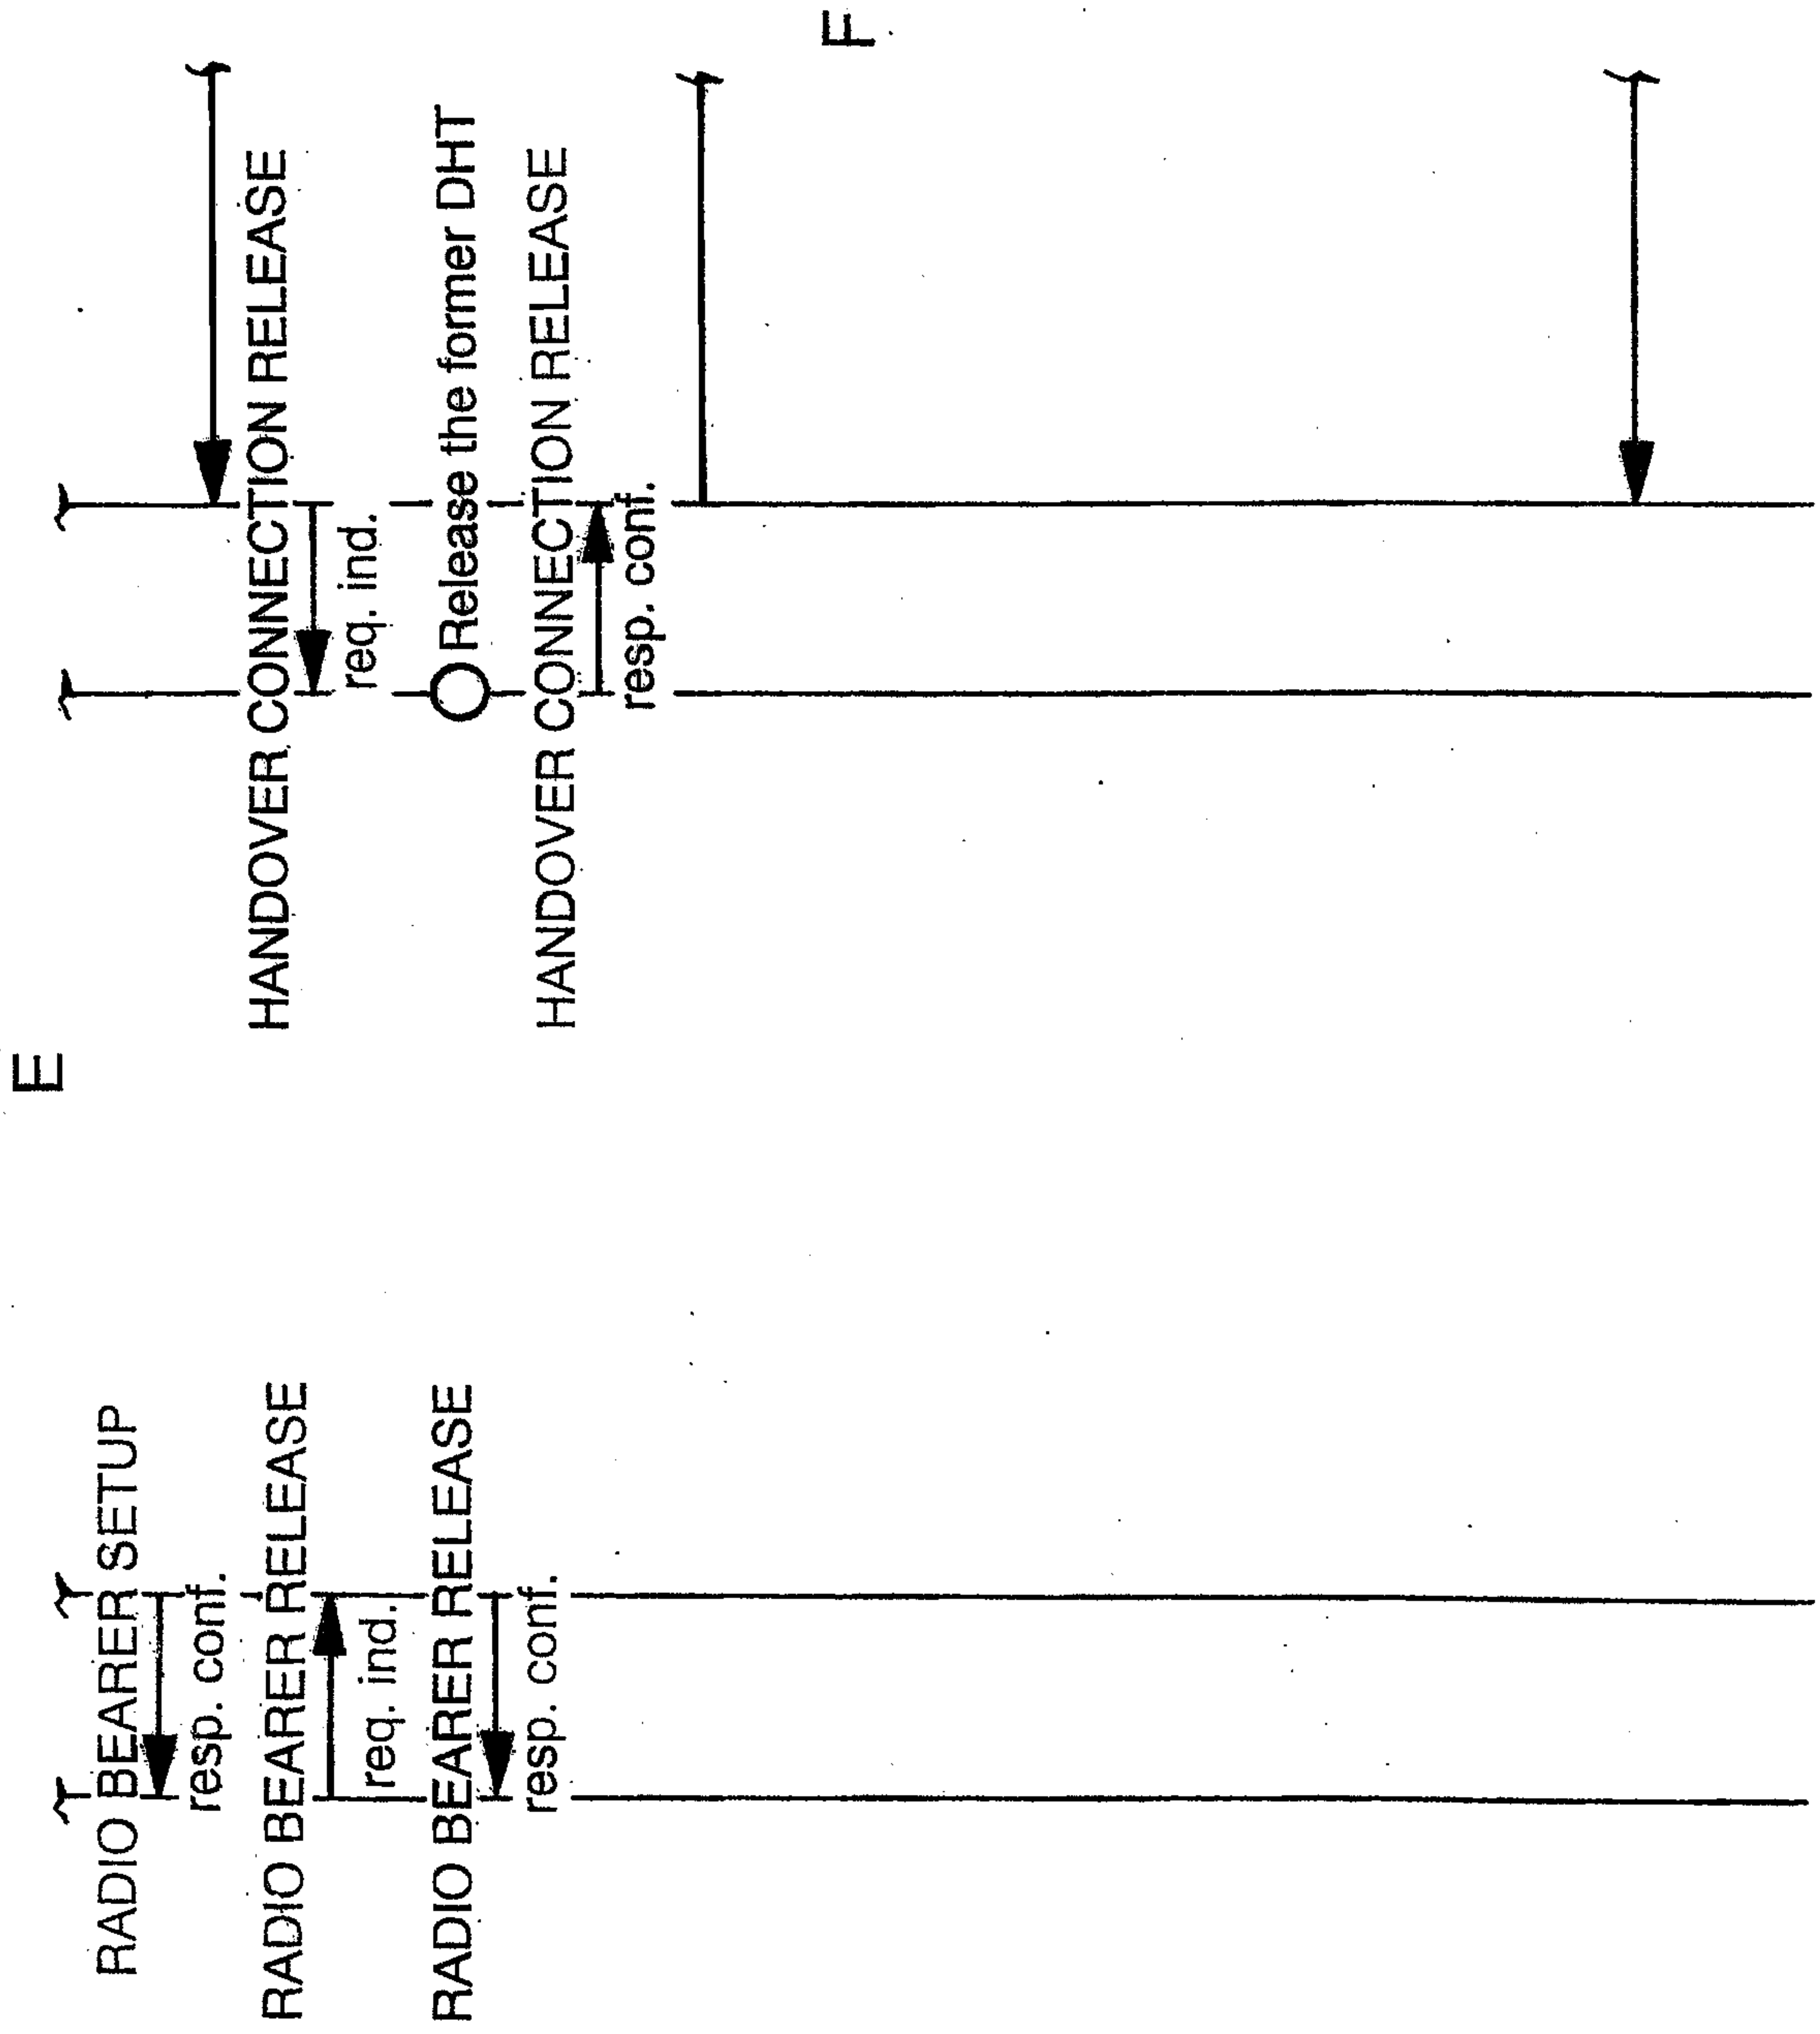 E
RADIO BEARER SETUP
resp. conf.
RADIO BEARER RELEASE
req. ind.
RADIO BEARER RELEASE
resp. conf.
HANDOVER CONNECTION RELEASE
req. ind.
Release the former DHT
HANDOVER CONNECTION RELEASE
resp. conf.
F